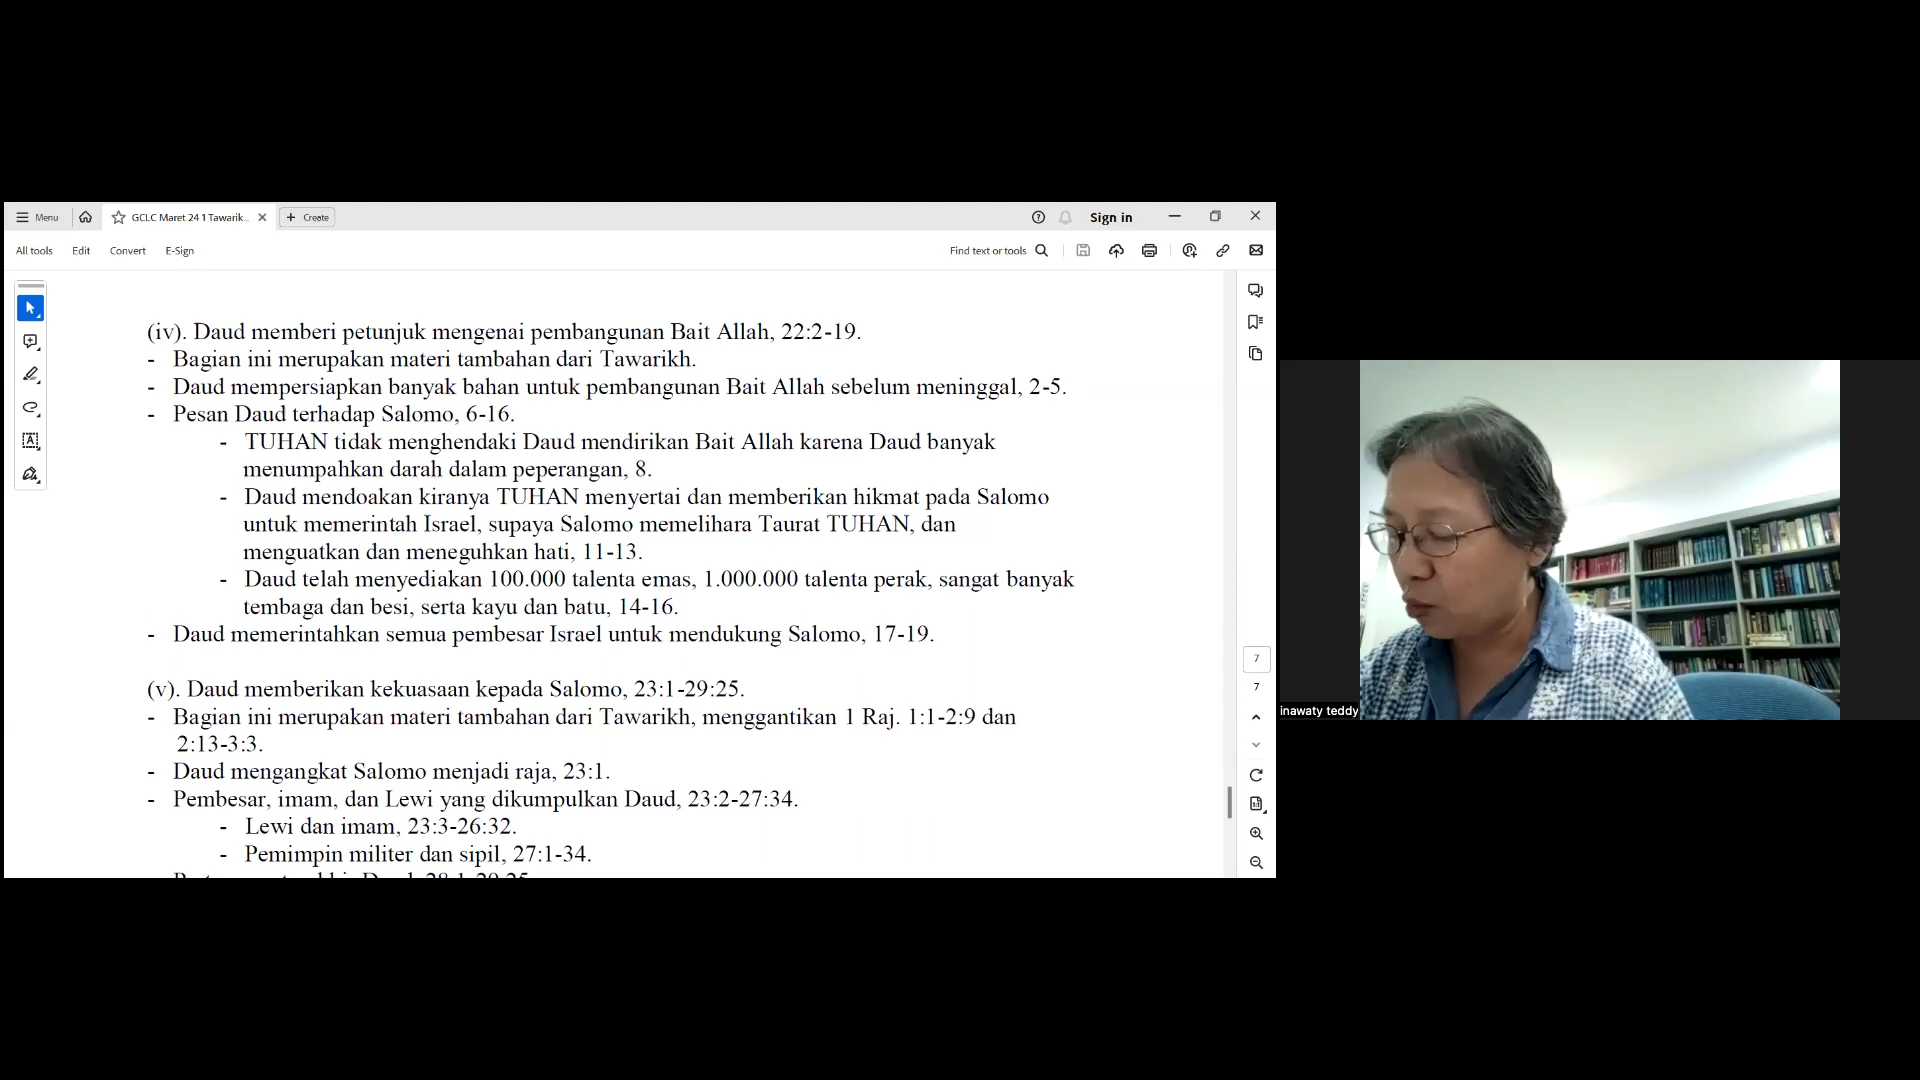 Menu
GCLC Maret 24 1 Tawarik...
Create
Sign in
All tools
Edit
Convert
E-Sign
Find text or tools
(iv). Daud memberi petunjuk mengenai pembangunan Bait Allah, 22:2-19.
- Bagian ini merupakan materi tambahan dari Tawarikh.
- Daud mempersiapkan banyak bahan untuk pembangunan Bait Allah sebelum meninggal, 2-5.
- Pesan Daud terhadap Salomo, 6-16.
- TUHAN tidak menghendaki Daud mendirikan Bait Allah karena Daud banyak
menumpahkan darah dalam peperangan, 8.
- Daud mendoakan kiranya TUHAN menyertai dan memberikan hikmat pada Salomo
untuk memerintah Israel, supaya Salomo memelihara Taurat TUHAN, dan
menguatkan dan meneguhkan hati, 11-13.
- Daud telah menyediakan 100.000 talenta emas, 1.000.000 talenta perak, sangat banyak
tembaga dan besi, serta kayu dan batu, 14-16.
- Daud memerintahkan semua pembesar Israel untuk mendukung Salomo, 17-19.
(v). Daud memberikan kekuasaan kepada Salomo, 23:1-29:25.
- Bagian ini merupakan materi tambahan dari Tawarikh, menggantikan 1 Raj. 1:1-2:9 dan
2:13-3:3.
- Daud mengangkat Salomo menjadi raja, 23:1.
- Pembesar, imam, dan Lewi yang dikumpulkan Daud, 23:2-27:34.
- Lewi dan imam, 23:3-26:32.
- Pemimpin militer dan sipil, 27:1-34.
7
7
inawaty teddy